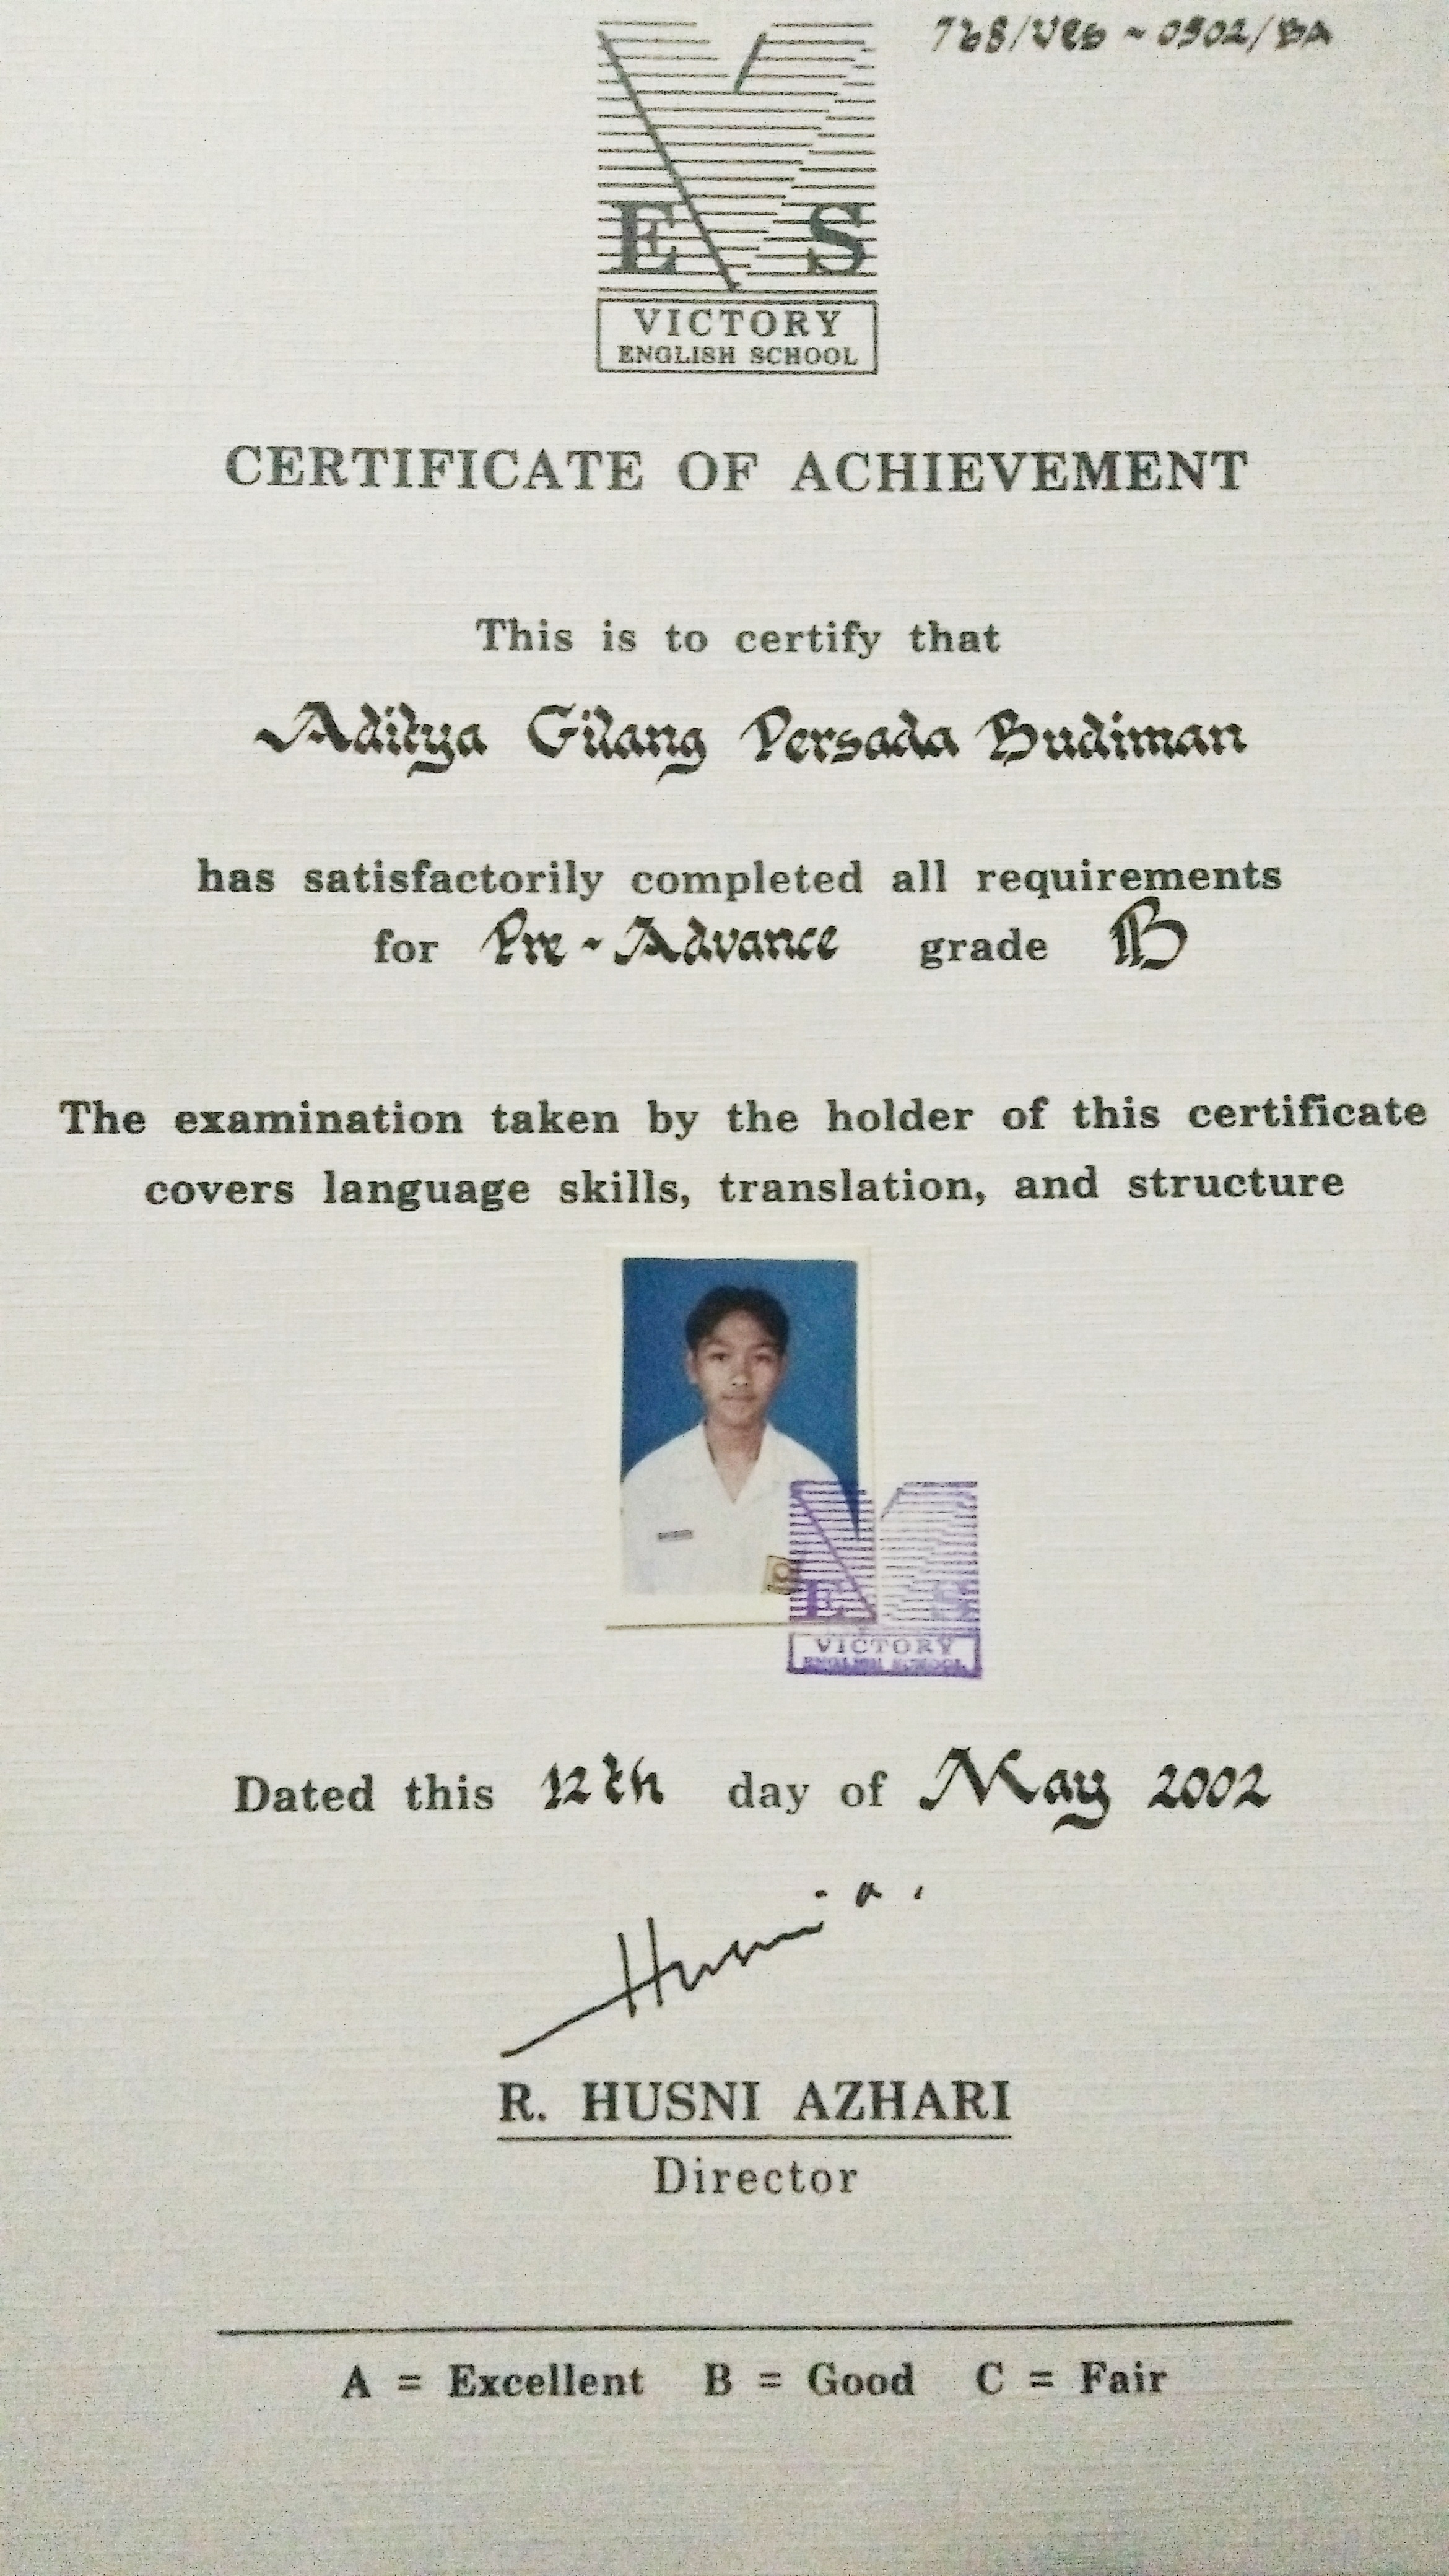 768/VES ~ 0502/BA
V
E S
VICTORY
ENGLISH SCHOOL
CERTIFICATE OF ACHIEVEMENT
This is to certify that
Aditya Gilang Persada Budiman
has satisfactorily completed all requirements
for Pre-Advance grade B
The examination taken by the holder of this certificate
covers language skills, translation, and structure
E S
VICTORY
ENGLISH SCHOOL
Dated this 12th day of May 2002
Husni a.
R. HUSNI AZHARI
Director
A = Excellent B = Good C = Fair